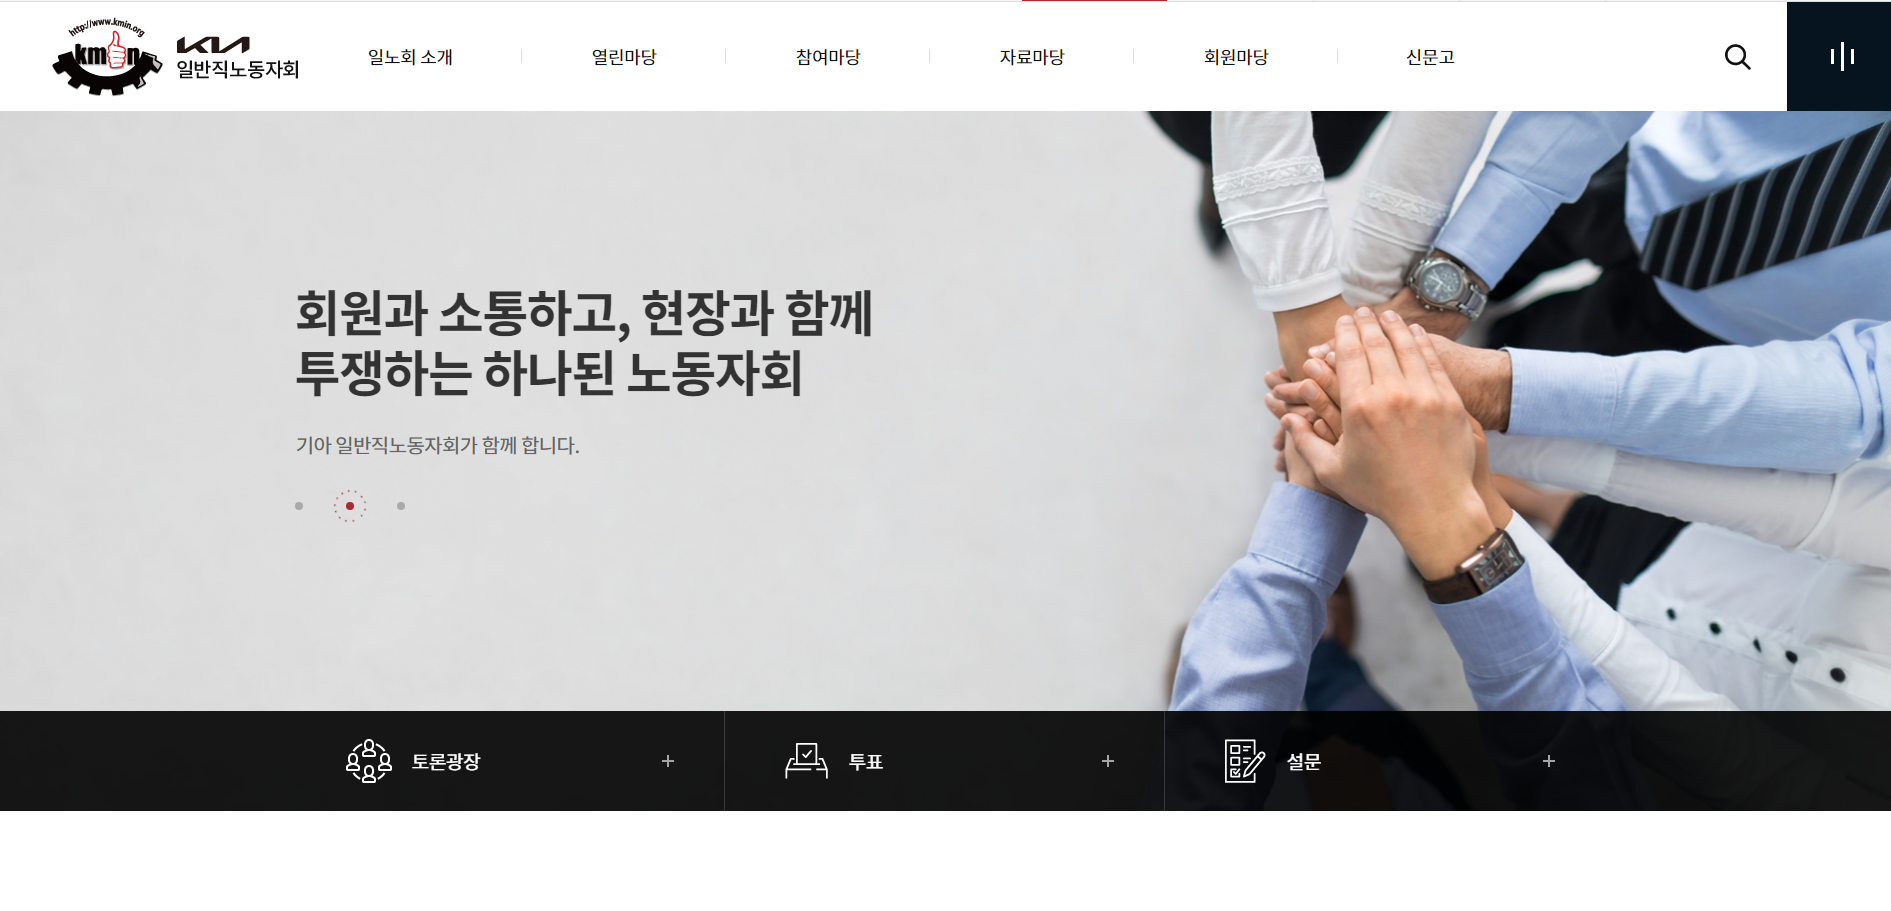 http://www.kmin.org
kmin
KIA
일반직노동자회
일노회 소개
열린마당
참여마당
자료마당
회원마당
신문고
회원과 소통하고, 현장과 함께
투쟁하는 하나된 노동자회
기아 일반직노동자회가 함께 합니다.
토론광장
투표
설문